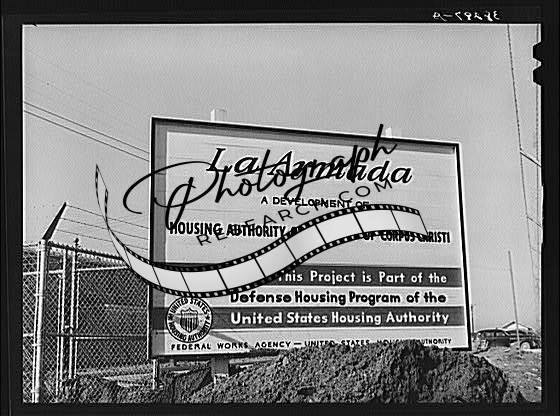 La Armada
A DEVELOPMENT OF
HOUSING AUTHORITY OF CORPUS CHRISTI
This Project is Part of the
Defense Housing Program of the
United States Housing Authority
UNITED STATES
HOUSING AUTHORITY
FEDERAL WORKS AGENCY — UNITED STATES HOUSING AUTHORITY
Photograph
RESEARCH.COM